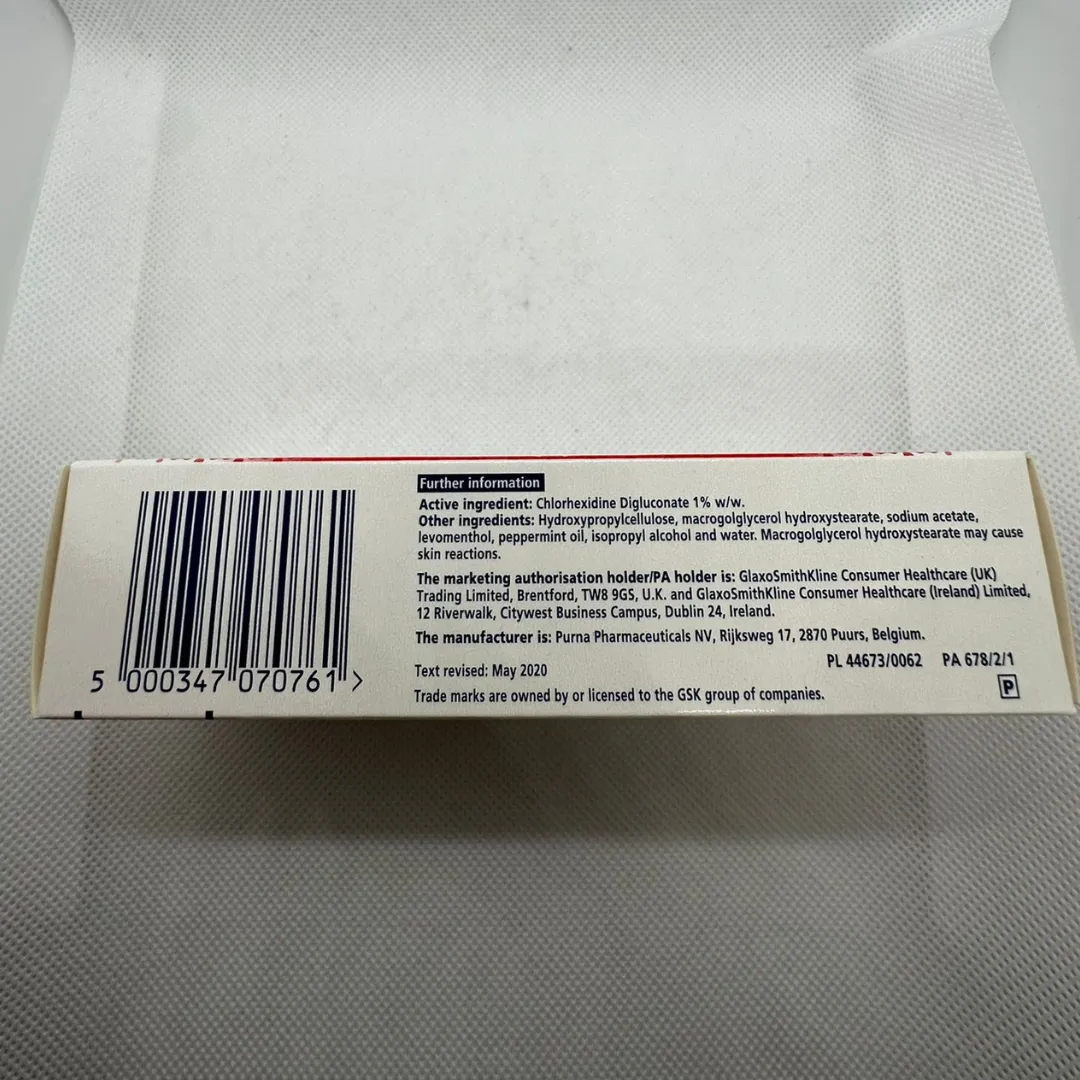 Further information
Active ingredient: Chlorhexidine Digluconate 1% w/w.
Other ingredients: Hydroxypropylcellulose, macrogolglycerol hydroxystearate, sodium acetate,
levomenthol, peppermint oil, isopropyl alcohol and water. Macrogolglycerol hydroxystearate may cause
skin reactions.
The marketing authorisation holder/PA holder is: GlaxoSmithKline Consumer Healthcare (UK)
Trading Limited, Brentford, TW8 9GS, U.K. and GlaxoSmithKline Consumer Healthcare (Ireland) Limited,
12 Riverwalk, Citywest Business Campus, Dublin 24, Ireland.
The manufacturer is: Purna Pharmaceuticals NV, Rijksweg 17, 2870 Puurs, Belgium.
PL 44673/0062 PA 678/2/1
Text revised: May 2020
P
Trade marks are owned by or licensed to the GSK group of companies.
5 000347 070761 >